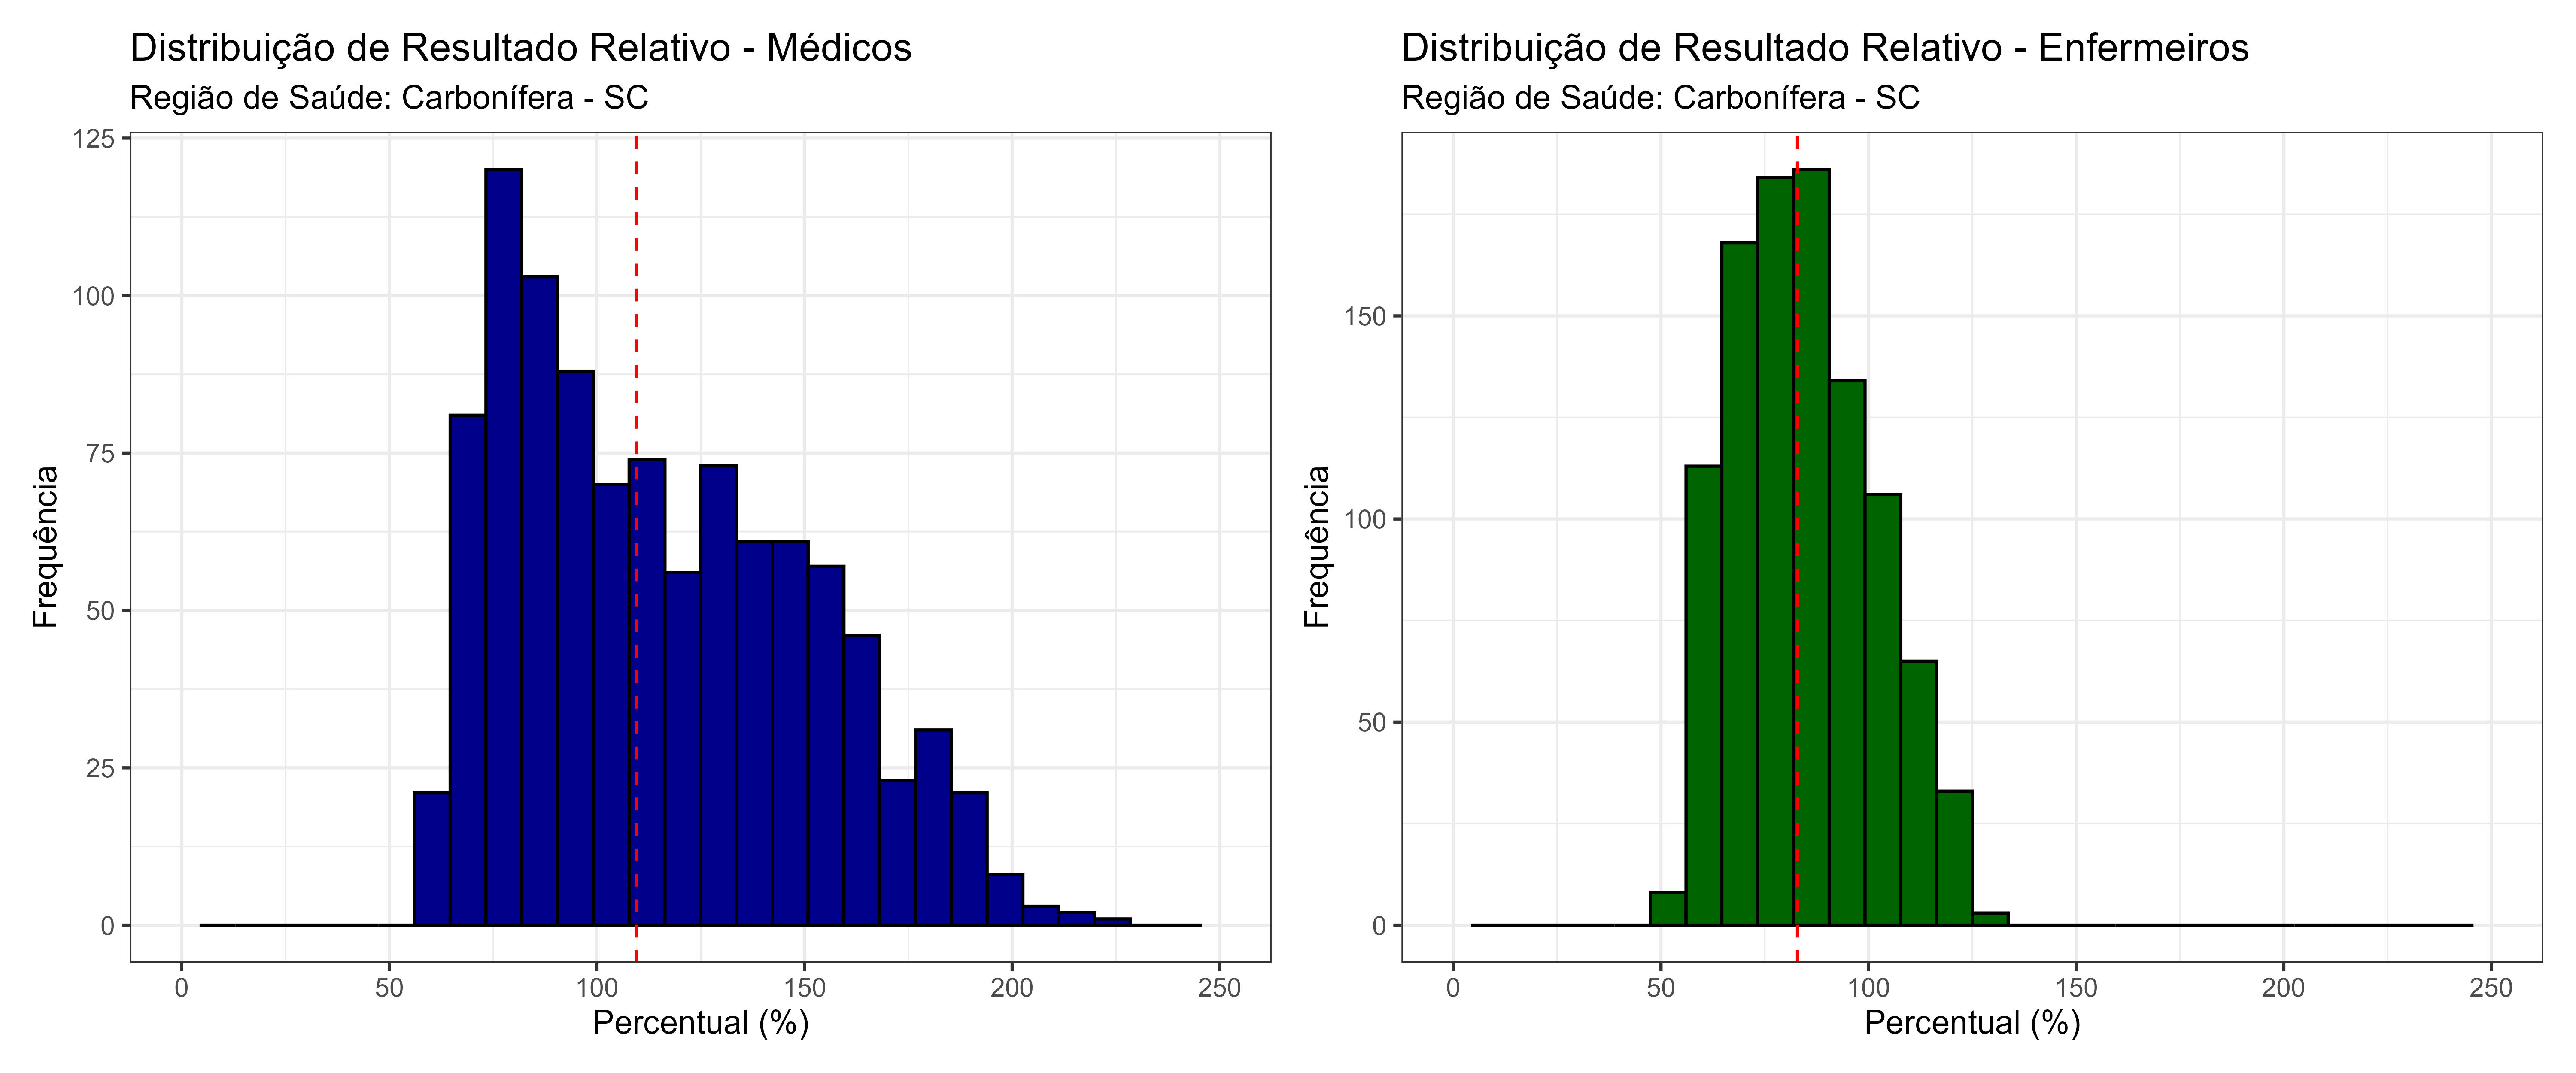 Distribuição de Resultado Relativo - Médicos
Região de Saúde: Carbonífera - SC
125
100
75
50
25
0
Frequência
0 50 100 150 200 250
Percentual (%)
Distribuição de Resultado Relativo - Enfermeiros
Região de Saúde: Carbonífera - SC
150
100
50
0
Frequência
0 50 100 150 200 250
Percentual (%)